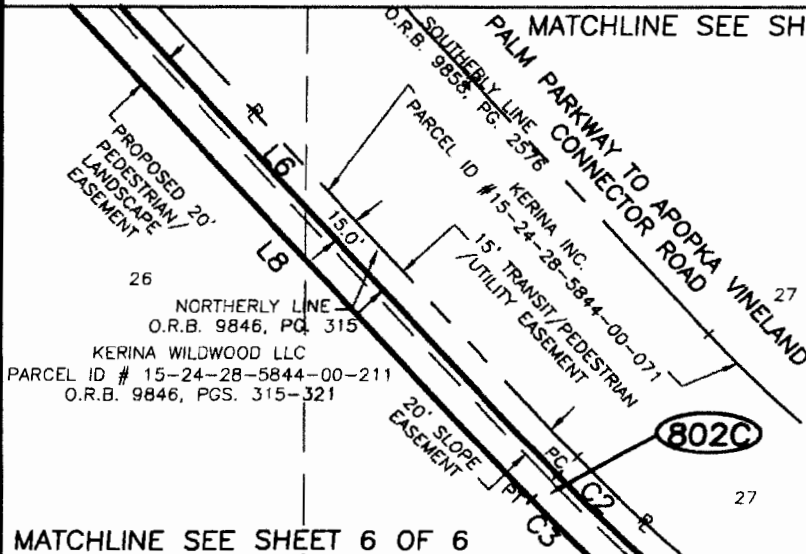 MATCHLINE SEE SH
SOUTHERLY LINE
O.R.B. 9858, PG. 2576
PALM PARKWAY TO APOPKA VINELAND
CONNECTOR ROAD
KERINA INC.
PARCEL ID #15-24-28-5844-00-071
PROPOSED 20'
PEDESTRIAN/
LANDSCAPE
EASEMENT
L6
15.0'
15' TRANSIT/PEDESTRIAN
/UTILITY EASEMENT
L8
26
27
NORTHERLY LINE
O.R.B. 9846, PG. 315
KERINA WILDWOOD LLC
PARCEL ID # 15-24-28-5844-00-211
O.R.B. 9846, PGS. 315-321
20' SLOPE
EASEMENT
802C
PC
C2
PT
C3
27
MATCHLINE SEE SHEET 6 OF 6